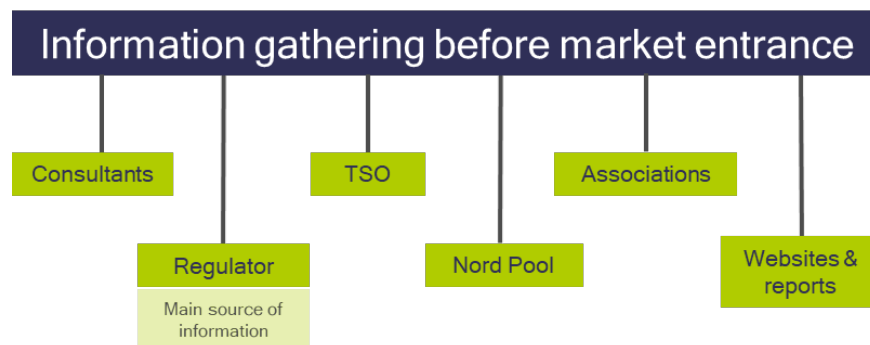 Information gathering before market entrance
Consultants
TSO
Associations
Regulator
Main source of
information
Nord Pool
Websites &
reports